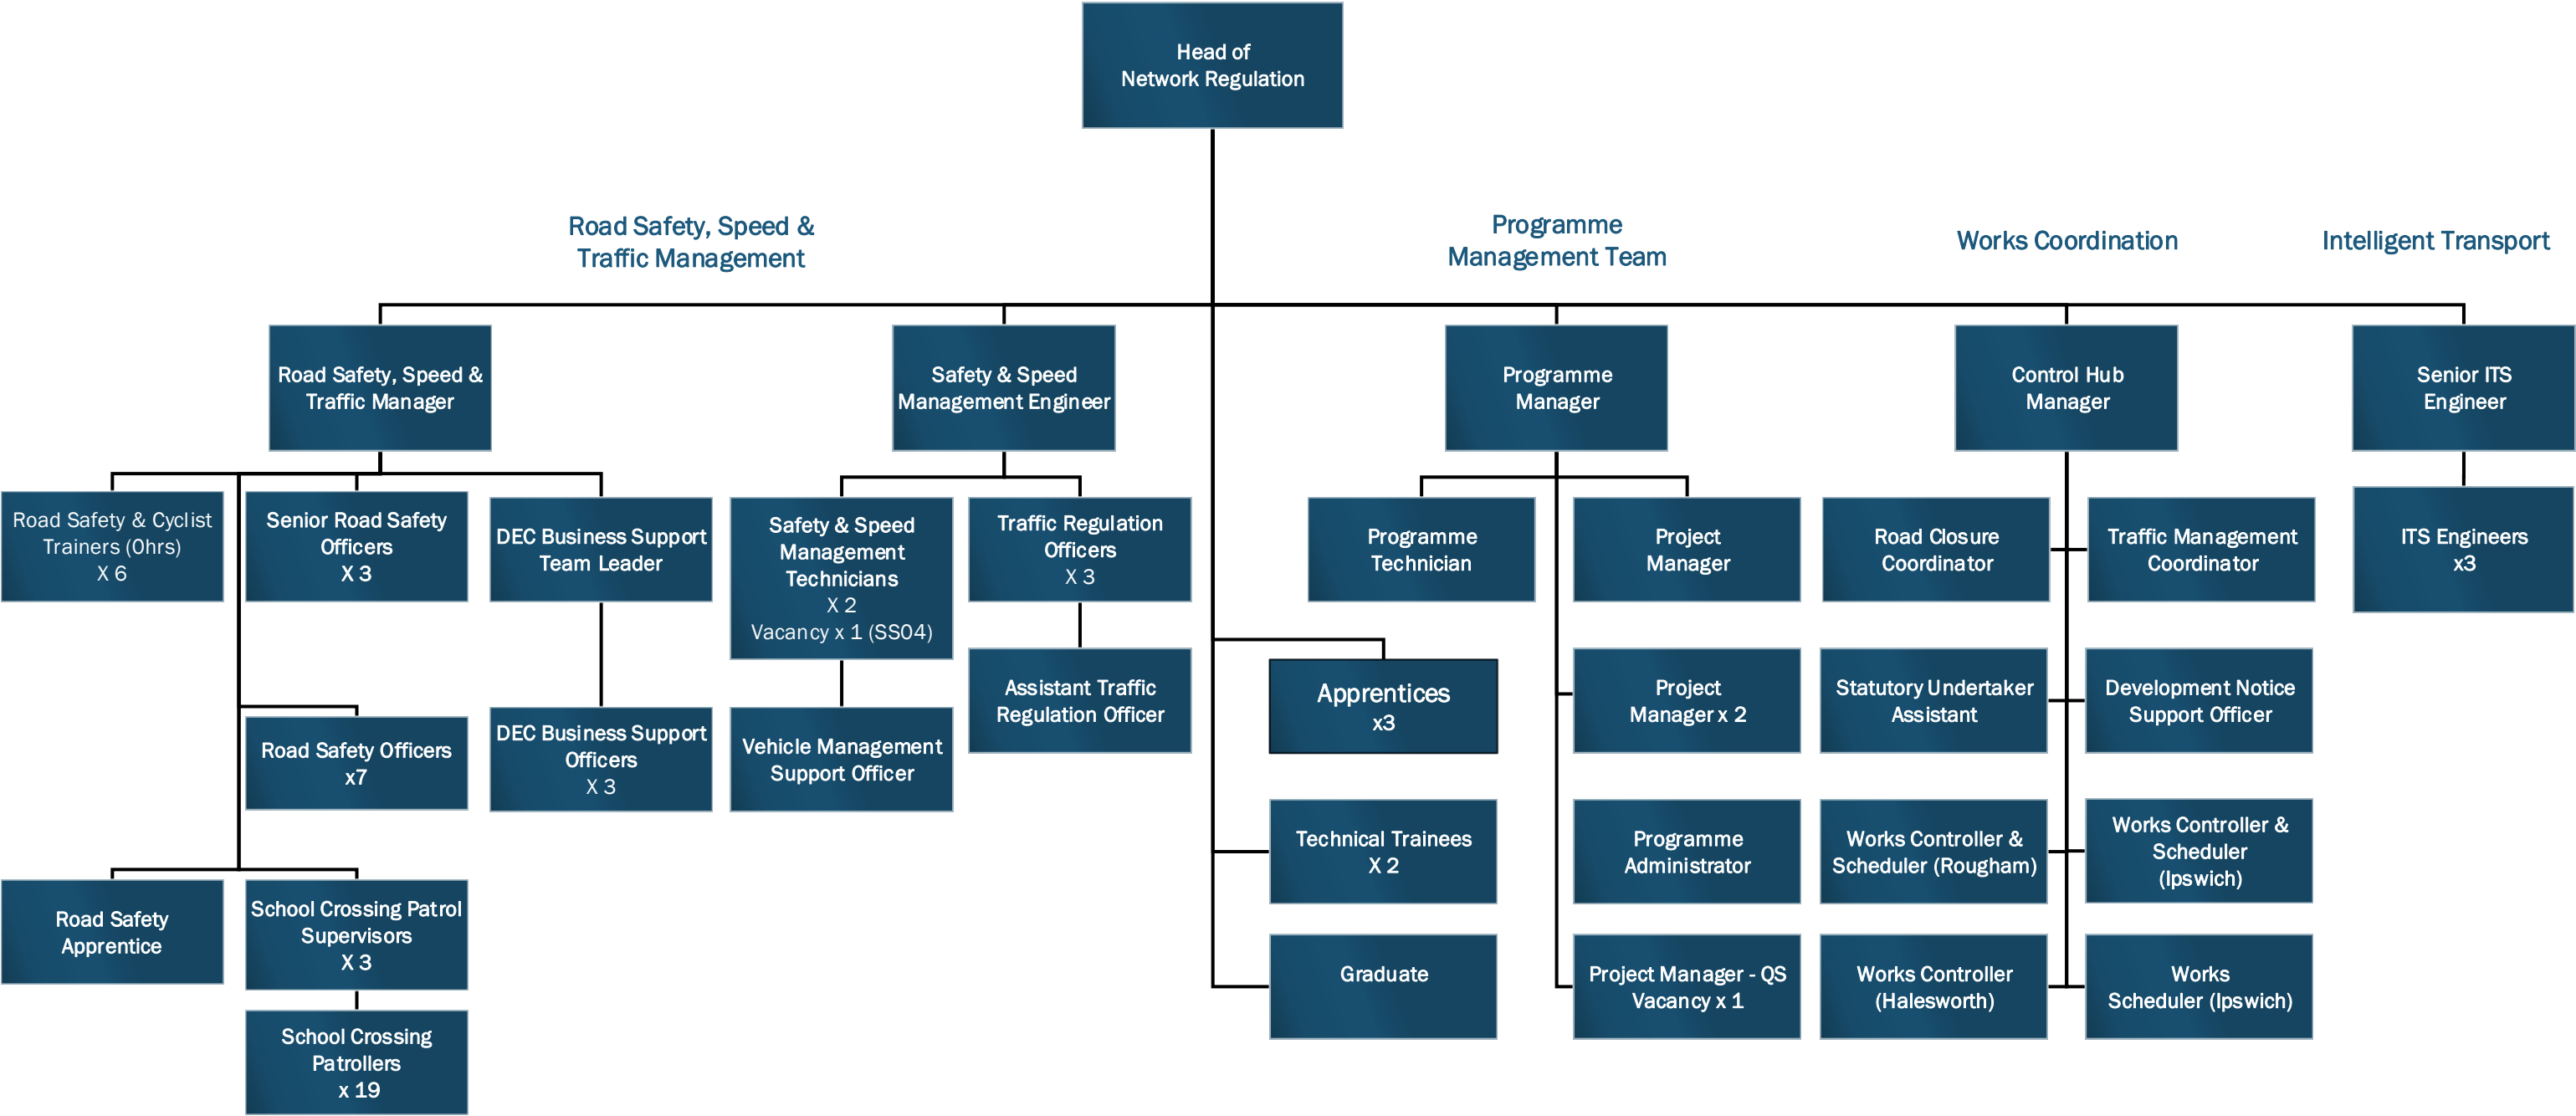 Head of
Network Regulation
Road Safety, Speed &
Traffic Management
Programme
Management Team
Works Coordination
Intelligent Transport
Road Safety, Speed &
Traffic Manager
Safety & Speed
Management Engineer
Programme
Manager
Control Hub
Manager
Senior ITS
Engineer
Road Safety & Cyclist
Trainers (0hrs)
X 6
Senior Road Safety
Officers
X 3
DEC Business Support
Team Leader
Safety & Speed
Management
Technicians
X 2
Vacancy x 1 (SS04)
Traffic Regulation
Officers
X 3
Programme
Technician
Project
Manager
Road Closure
Coordinator
Traffic Management
Coordinator
ITS Engineers
x3
Road Safety Officers
x7
DEC Business Support
Officers
X 3
Vehicle Management
Support Officer
Assistant Traffic
Regulation Officer
Apprentices
x3
Project
Manager x 2
Statutory Undertaker
Assistant
Development Notice
Support Officer
Technical Trainees
X 2
Programme
Administrator
Works Controller &
Scheduler (Rougham)
Works Controller &
Scheduler
(Ipswich)
Road Safety
Apprentice
School Crossing Patrol
Supervisors
X 3
Graduate
Project Manager - QS
Vacancy x 1
Works Controller
(Halesworth)
Works
Scheduler (Ipswich)
School Crossing
Patrollers
x 19